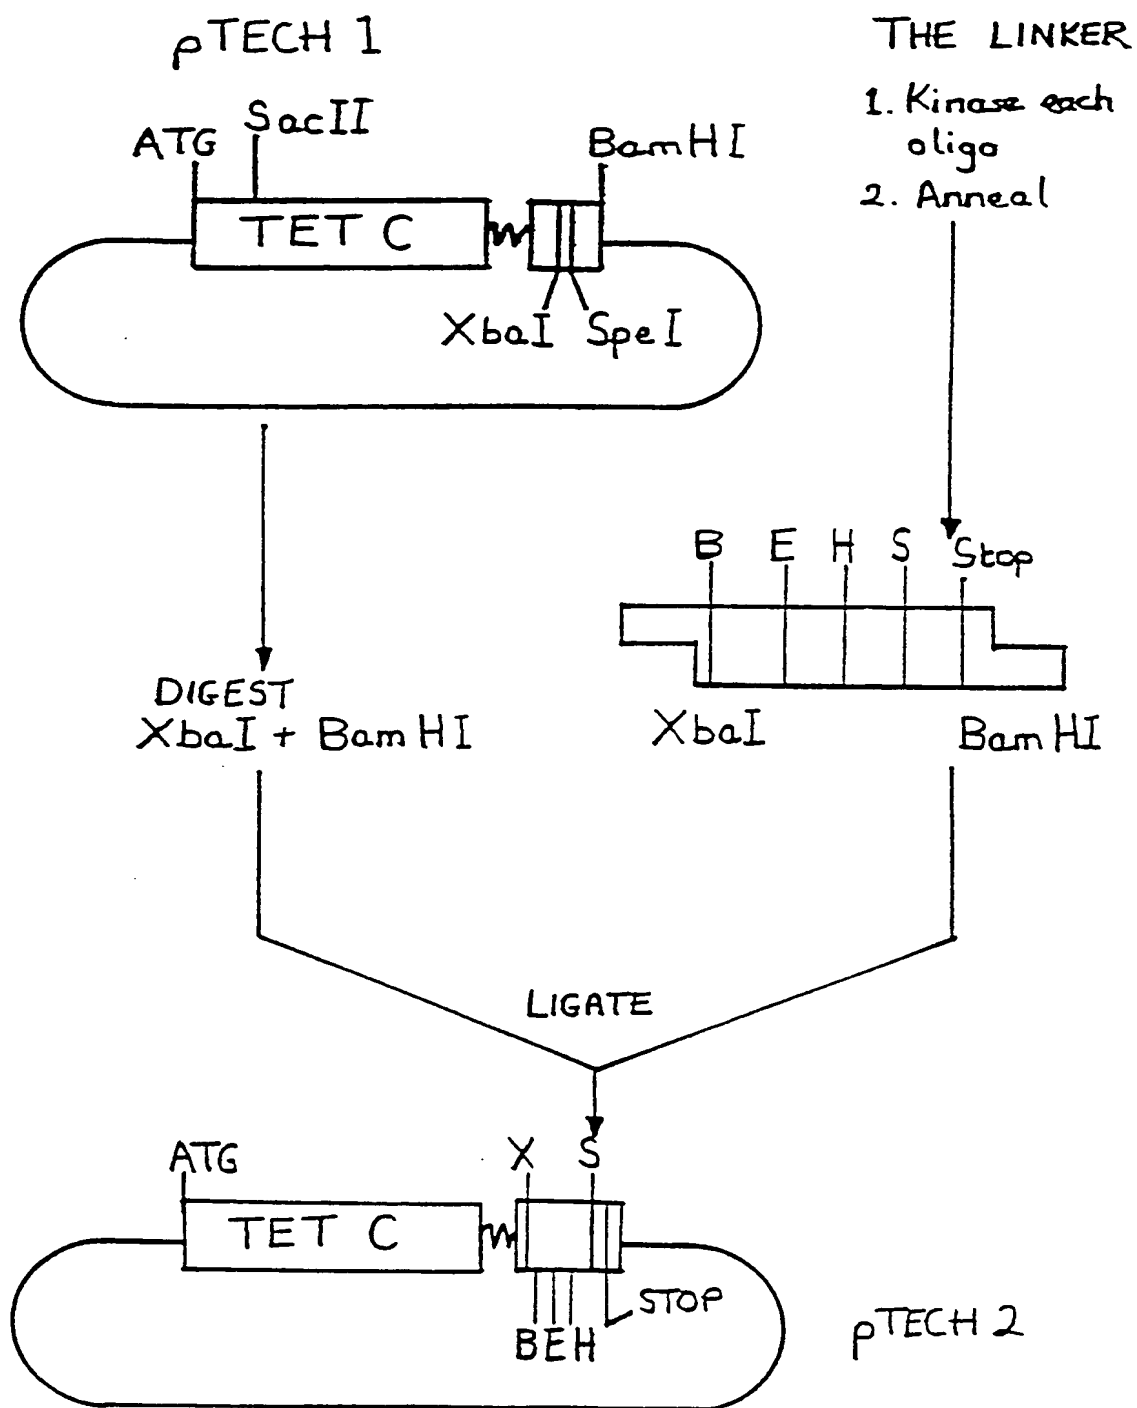 pTECH 1
THE LINKER
1. Kinase each
oligo
2. Anneal
ATG
SacII
BamHI
TET C
XbaI
SpeI
B E H S Stop
DIGEST
XbaI + BamHI
XbaI
BamHI
LIGATE
ATG
X
S
TET C
STOP
BEH
pTECH 2